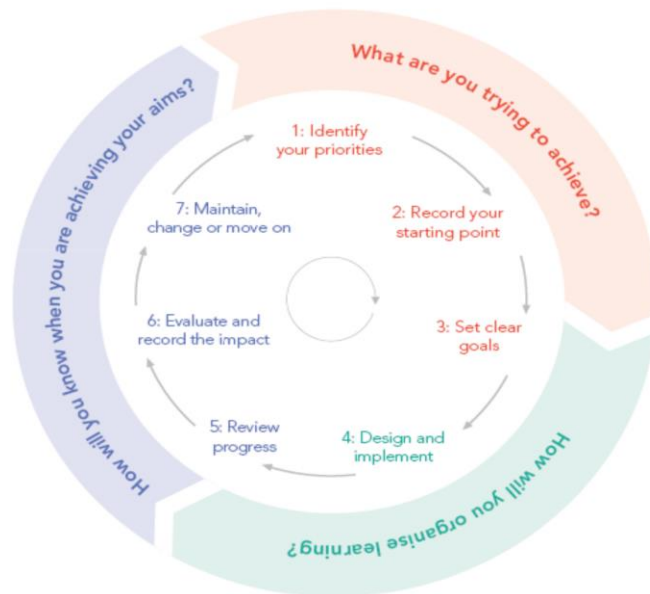 What are you trying to achieve?
1: Identify
your priorities
2: Record your
starting point
3: Set clear
goals
How will you organise learning?
4: Design and
implement
5: Review
progress
6: Evaluate and
record the impact
7: Maintain,
change or move on
How will you know when you are achieving your aims?